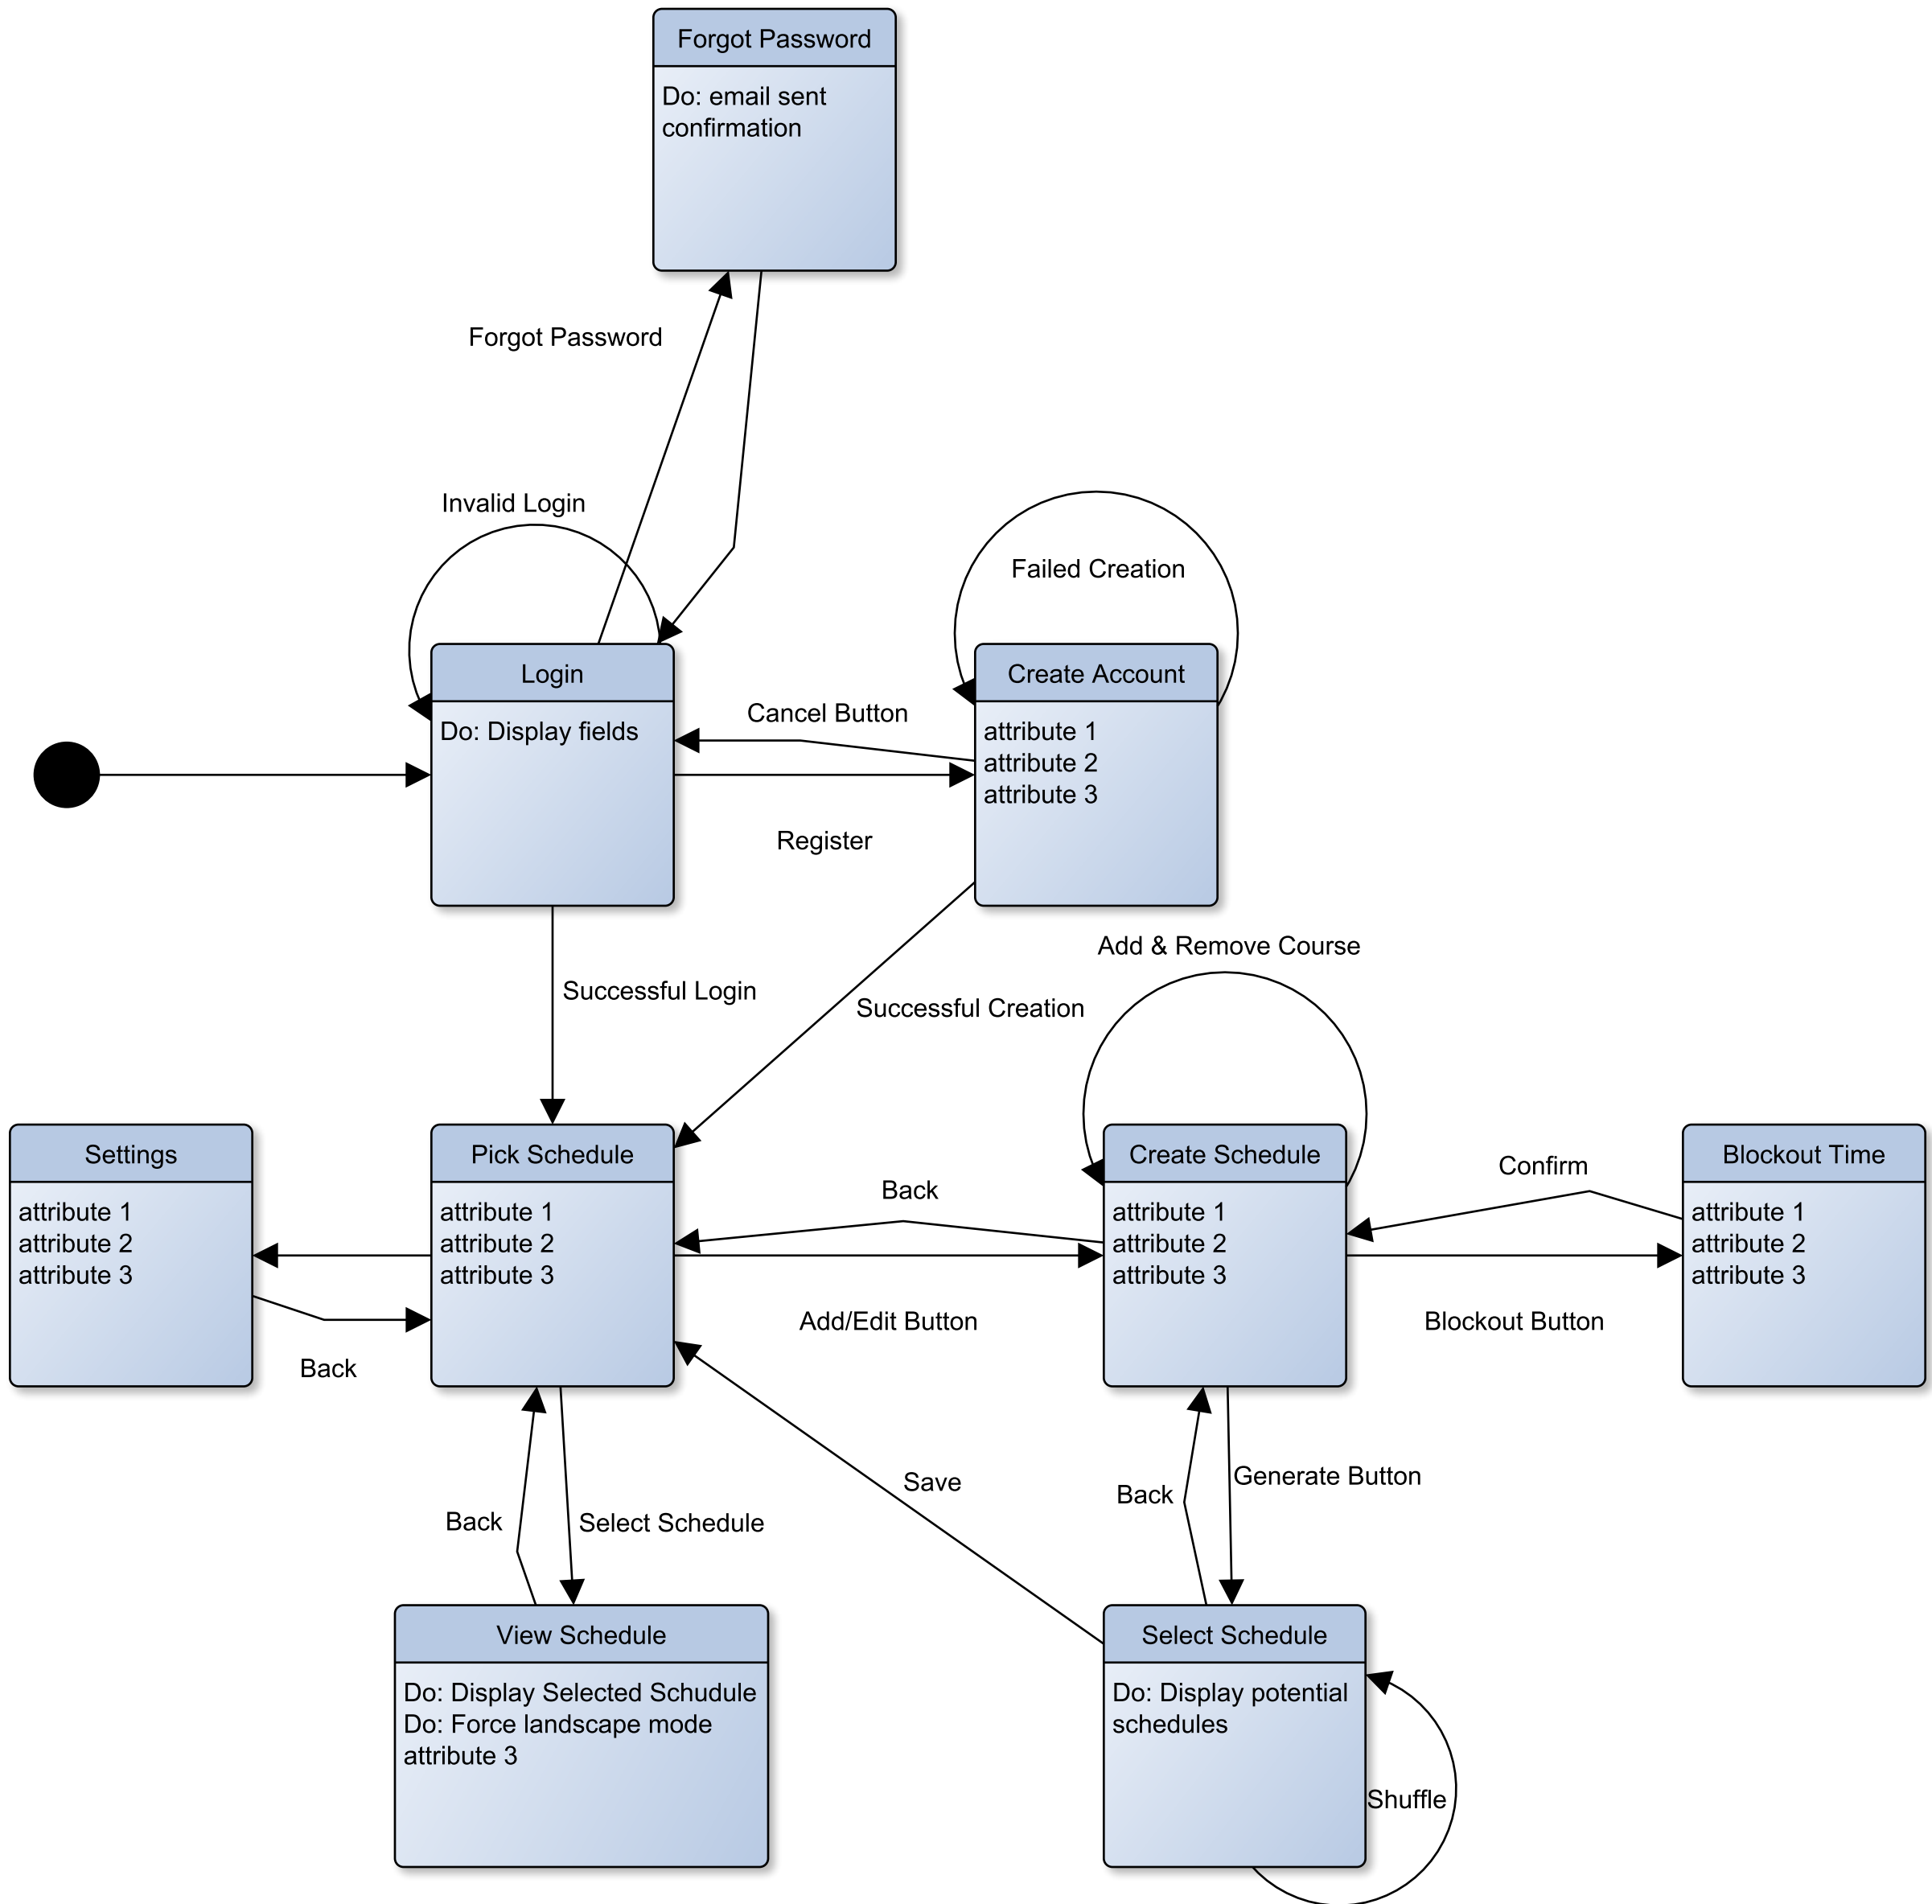 Forgot Password
Do: email sent
confirmation
Forgot Password
Invalid Login
Failed Creation
Login
Do: Display fields
Cancel Button
Register
Create Account
attribute 1
attribute 2
attribute 3
Successful Login
Successful Creation
Add & Remove Course
Settings
attribute 1
attribute 2
attribute 3
Back
Pick Schedule
attribute 1
attribute 2
attribute 3
Back
Add/Edit Button
Create Schedule
attribute 1
attribute 2
attribute 3
Confirm
Blockout Button
Blockout Time
attribute 1
attribute 2
attribute 3
Back
Select Schedule
Save
Back
Generate Button
View Schedule
Do: Display Selected Schudule
Do: Force landscape mode
attribute 3
Select Schedule
Do: Display potential
schedules
Shuffle